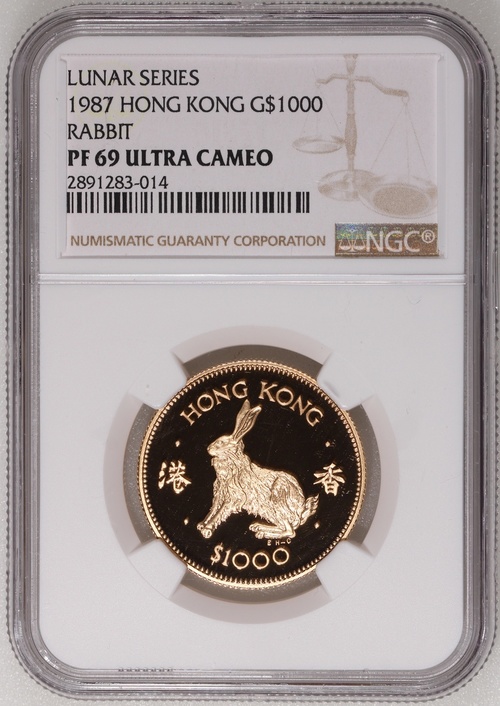 LUNAR SERIES
1987 HONG KONG G$1000
RABBIT
PF 69 ULTRA CAMEO
2891283-014
NUMISMATIC GUARANTY CORPORATION
NGC®
HONG KONG
港 香
$1000